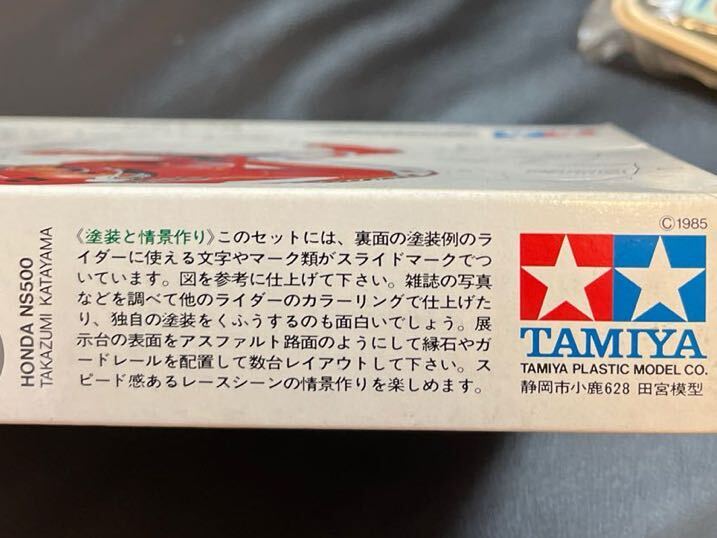 HONDA NS500
TAKAZUMI KATAYAMA
《塗装と情景作り》このセットには、裏面の塗装例のラ
イダーに使える文字やマーク類がスライドマークでつ
いています。図を参考に仕上げて下さい。雑誌の写真
などを調べて他のライダーのカラーリングで仕上げた
り、独自の塗装をくふうするのも面白いでしょう。展
示台の表面をアスファルト路面のようにして縁石やガ
ードレールを配置して数台レイアウトして下さい。ス
ピード感あるレースシーンの情景作りを楽しめます。
©1985
TAMIYA
TAMIYA PLASTIC MODEL CO.
静岡市小鹿628 田宮模型